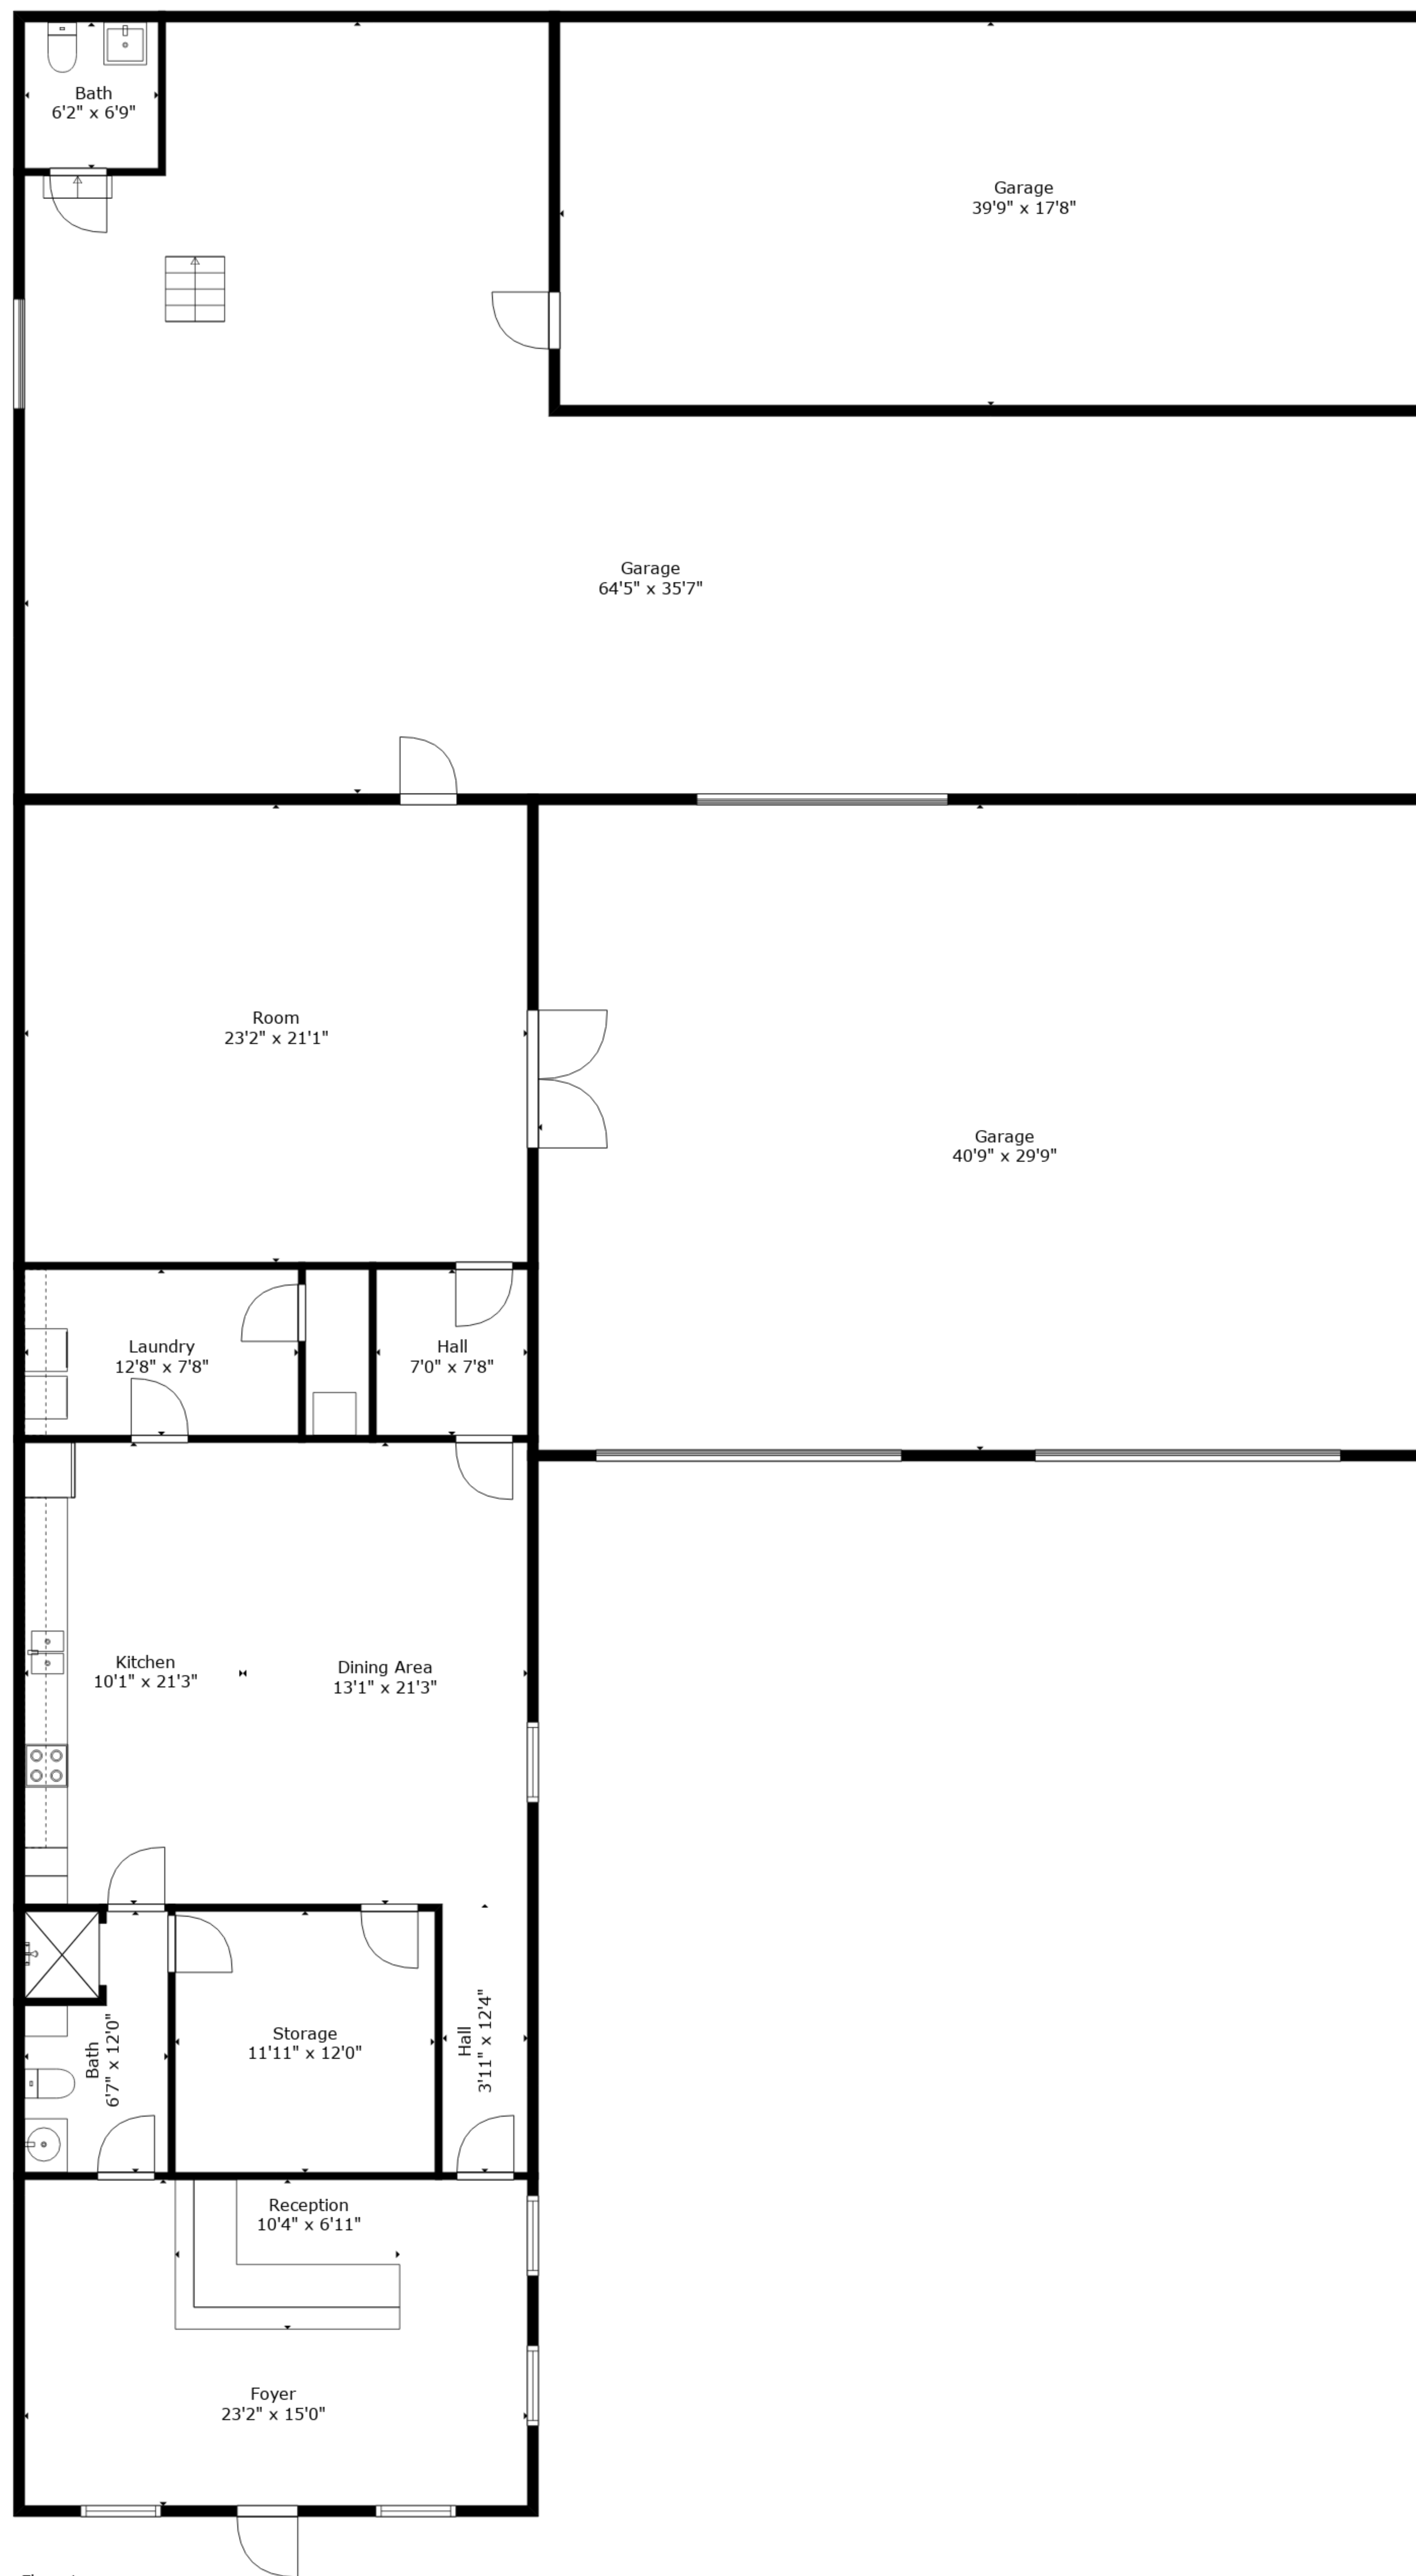 Bath
6'2" x 6'9"
Garage
39'9" x 17'8"
Garage
64'5" x 35'7"
Room
23'2" x 21'1"
Garage
40'9" x 29'9"
Laundry
12'8" x 7'8"
Hall
7'0" x 7'8"
Kitchen
10'1" x 21'3"
Dining Area
13'1" x 21'3"
Bath
6'7" x 12'0"
Storage
11'11" x 12'0"
Hall
3'11" x 12'4"
Reception
10'4" x 6'11"
Foyer
23'2" x 15'0"